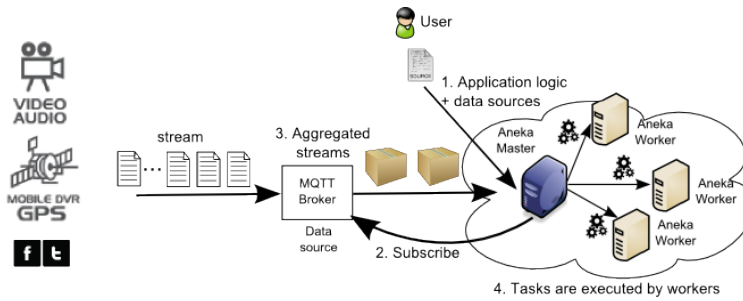 User
SOURCE
1. Application logic
+ data sources
VIDEO
AUDIO
stream
3. Aggregated
streams
Aneka
Master
Aneka
Worker
MOBILE DVR
GPS
MQTT
Broker
Data
source
2. Subscribe
Aneka
Worker
Aneka
Worker
f t
4. Tasks are executed by workers